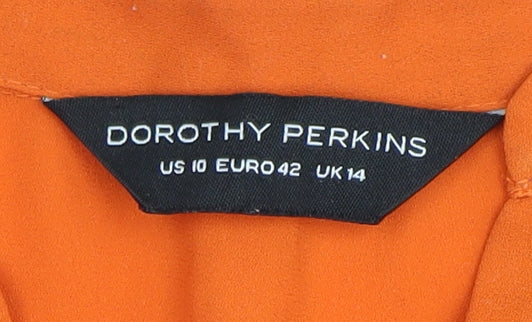 DOROTHY PERKINS
US 10 EURO 42 UK 14